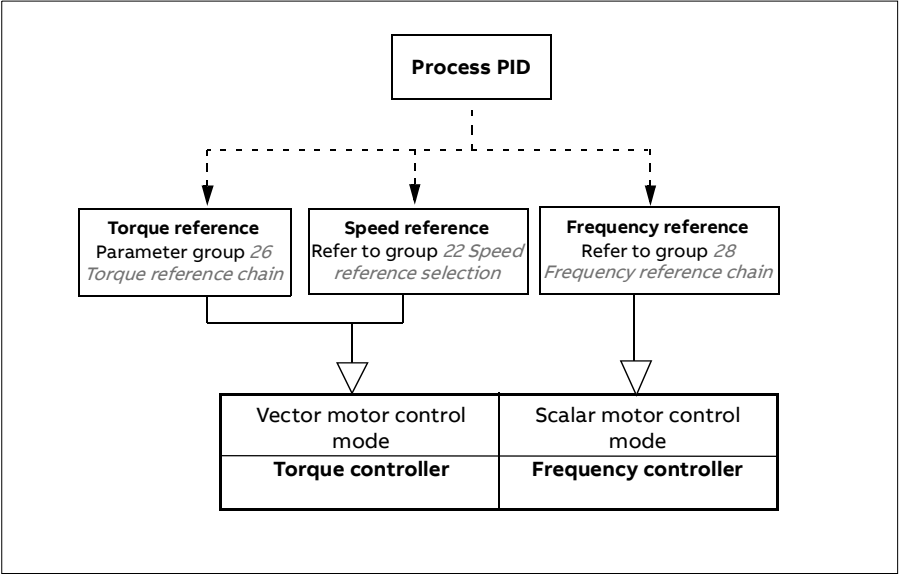 Process PID
Torque reference
Parameter group 26
Torque reference chain
Speed reference
Refer to group 22 Speed
reference selection
Frequency reference
Refer to group 28
Frequency reference chain
Vector motor control
mode
Torque controller
Scalar motor control
mode
Frequency controller